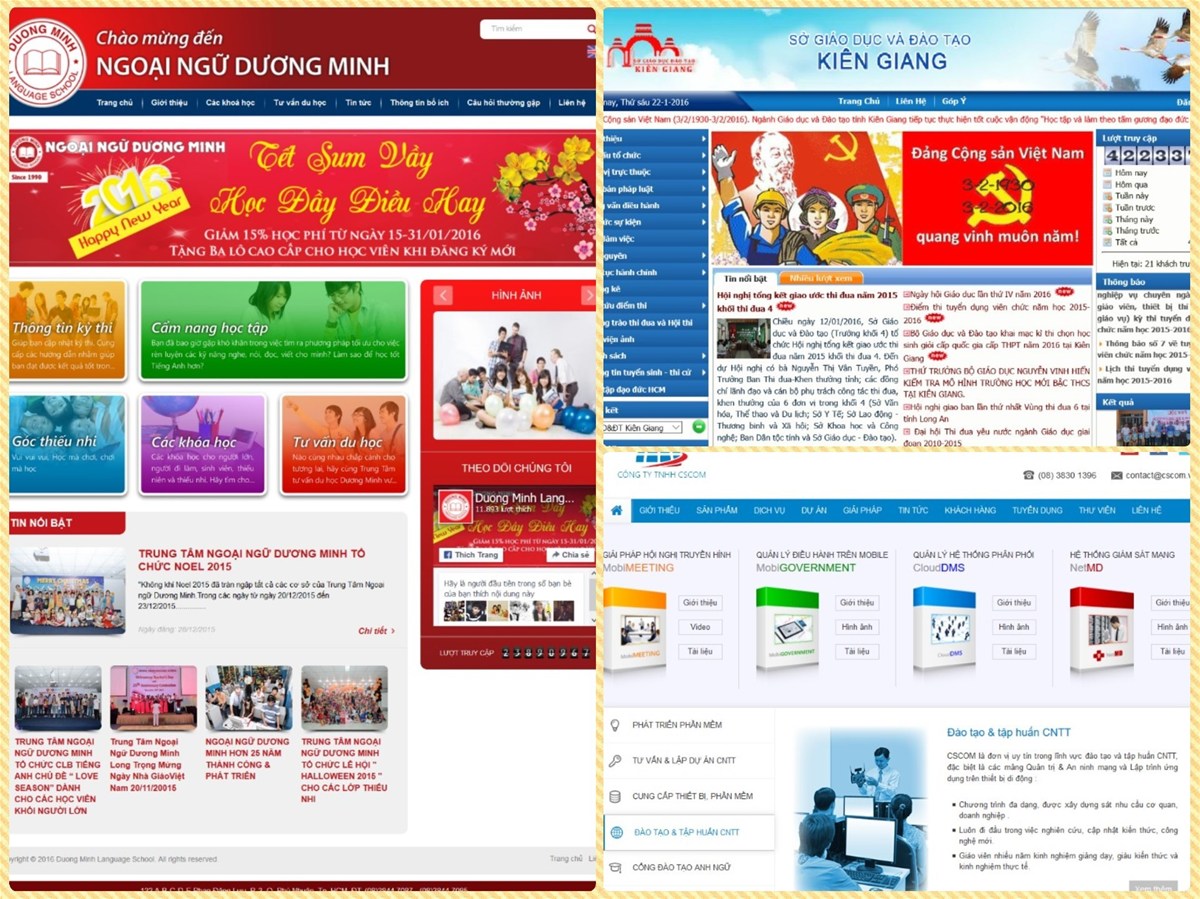 DUONG MINH
LANGUAGE SCHOOL
Chào mừng đến
NGOẠI NGỮ DƯƠNG MINH
Tìm kiếm
Trang chủ Giới thiệu Các khoá học Tư vấn du học Tin tức Thông tin bổ ích Câu hỏi thường gặp Liên hệ
NGOẠI NGỮ DƯƠNG MINH
Since 1990
2016
Happy New Year
Tết Sum Vầy
Học Đầy Điều Hay
GIẢM 15% HỌC PHÍ TỪ NGÀY 15-31/01/2016
TẶNG BA LÔ CAO CẤP CHO HỌC VIÊN KHI ĐĂNG KÝ MỚI
Thông tin kỳ thi
Giúp bạn cập nhật kỳ thi. Cung
cấp các hướng dẫn nhằm giúp
bạn đạt được kết quả tốt tron...
Cẩm nang học tập
Bạn đã bao giờ gặp khó khăn trong việc tìm ra phương pháp tối ưu cho việc
rèn luyện các kỹ năng nghe, nói, đọc, viết cho mình? Làm sao để học tốt
Tiếng Anh hơn?
Góc thiếu nhi
Vui vui vui. Học mà chơi, chơi
mà học
Các khóa học
Các khóa học cho người lớn,
người đi làm, sinh viên, thiếu
niên và thiếu nhi. Hãy tìm cho...
Tư vấn du học
Nào cùng nhau chắp cánh cho
tương lai, hãy cùng Trung Tâm
tư vấn du học Dương Minh vư...
HÌNH ẢNH
THEO DÕI CHÚNG TÔI
Duong Minh Lang...
11.893 lượt thích
Thích Trang
Chia sẻ
Hãy là người đầu tiên trong số bạn bè
của bạn thích nội dung này
LƯỢT TRUY CẬP 23890967
TIN NỔI BẬT
TRUNG TÂM NGOẠI NGỮ DƯƠNG MINH TỔ
CHỨC NOEL 2015
"Không khí Noel 2015 đã tràn ngập tất cả các cơ sở của Trung Tâm Ngoại
ngữ Dương Minh.Trong các ngày từ ngày 20/12/2015 đến
23/12/2015..............
Ngày đăng: 28/12/2015
Chi tiết ›
TRUNG TÂM NGOẠI
NGỮ DƯƠNG MINH
TỔ CHỨC CLB TIẾNG
ANH CHỦ ĐỀ " LOVE
SEASON" DÀNH
CHO CÁC HỌC VIÊN
KHỐI NGƯỜI LỚN
Trung Tâm Ngoại
Ngữ Dương Minh
Long Trọng Mừng
Ngày Nhà GiáoViệt
Nam 20/11/20015
NGOẠI NGỮ DƯƠNG
MINH HƠN 25 NĂM
THÀNH CÔNG &
PHÁT TRIỂN
TRUNG TÂM NGOẠI
NGỮ DƯƠNG MINH
TỔ CHỨC LỄ HỘI "
HALLOWEEN 2015 "
CHO CÁC LỚP THIẾU
NHI
pyright © 2016 Duong Minh Language School. All rights reserved.
Trang chủ
SỞ GIÁO DỤC ĐÀO TẠO
KIÊN GIANG
SỞ GIÁO DỤC VÀ ĐÀO TẠO
KIÊN GIANG
nay, Thứ sáu 22-1-2016
Trang Chủ Liên Hệ Góp Ý
Cộng sản Việt Nam (3/2/1930-3/2/2016). Ngành Giáo dục và Đào tạo tỉnh Kiên Giang tiếp tục thực hiện tốt cuộc vận động "Học tập và làm theo tấm gương đạo đức
thiệu
ấu tổ chức
vị trực thuộc
bản pháp luật
vấn điều hành
ức sự kiện
làm việc
guyên
tục hành chính
ng kê
ứu điểm thi
ng trào thi đua và Hội thi
viện ảnh
h sách
g tin tuyển sinh - thi cử
tập đạo đức HCM
kết
D&ĐT Kiên Giang
Đảng Cộng sản Việt Nam
3-2-1930
3-2-2016
quang vinh muôn năm!
Tin nổi bật
Nhiều lượt xem
Hội nghị tổng kết giao ước thi đua năm 2015
khối thi đua 4
Chiều ngày 12/01/2016, Sở Giáo
dục và Đào tạo (Trưởng khối 4) tổ
chức Hội nghị tổng kết giao ước thi
đua năm 2015 khối thi đua 4. Đến
dự Hội nghị có bà Nguyễn Thị Vân Tuyền, Phó
Trưởng Ban Thi đua-Khen thưởng tỉnh; các đồng
chí lãnh đạo và cán bộ phụ trách công tác thi đua,
khen thưởng của 6 đơn vị trong khối 4 (Sở Văn
hóa, Thể thao và Du lịch; Sở Y Tế; Sở Lao động -
Thương binh và Xã hội; Sở Khoa học và Công
nghệ; Ban Dân tộc tỉnh và Sở Giáo dục - Đào tạo).
Ngày hội Giáo dục lần thứ IV năm 2016 new
Điểm thi tuyển dụng viên chức năm học 2015-
2016 new
Bộ Giáo dục và Đào tạo khai mạc kì thi chọn học
sinh giỏi cấp quốc gia cấp THPT năm 2016 tại Kiên
Giang new
THỨ TRƯỞNG BỘ GIÁO DỤC NGUYỄN VINH HIỂN
KIỂM TRA MÔ HÌNH TRƯỜNG HỌC MỚI BẬC THCS
TẠI KIÊN GIANG.
Hội nghị giao ban lần thứ nhất Vùng thi đua 6 tại
tỉnh Long An
Đại Hội Thi đua yêu nước ngành Giáo dục giai
đoạn 2010-2015
Lượt truy cập
42233
Hôm nay
Hôm qua
Tuần này
Tuần trước
Tháng này
Tháng trước
Tất cả
Hiện tại: 21 khách tru
Thông báo
nghiệp vụ chuyên ngà
giáo viên, thiết bị thí
giáo vụ) kỳ thi tuyển d
chức năm học 2015-2016
Thông báo số 7 về tu
viên chức năm học 2015-
Lịch thi tuyển dụng v
năm học 2015-2016
Kết quả
CÔNG TY TNHH CSCOM
(08) 3830 1396
contact@cscom.v
GIỚI THIỆU SẢN PHẨM DỊCH VỤ DỰ ÁN GIẢI PHÁP TIN TỨC KHÁCH HÀNG TUYỂN DỤNG THƯ VIỆN LIÊN HỆ
GIẢI PHÁP HỘI NGHỊ TRUYỀN HÌNH
MobiMEETING
Giới thiệu
Video
Tài liệu
QUẢN LÝ ĐIỀU HÀNH TRÊN MOBILE
MobiGOVERNMENT
Giới thiệu
Hình ảnh
Tài liệu
QUẢN LÝ HỆ THỐNG PHÂN PHỐI
CloudDMS
Giới thiệu
Hình ảnh
Tài liệu
HỆ THỐNG GIÁM SÁT MẠNG
NetMD
Giới thiệu
Hình ảnh
Tài liệu
PHÁT TRIỂN PHẦN MỀM
TƯ VẤN & LẬP DỰ ÁN CNTT
CUNG CẤP THIẾT BỊ, PHẦN MỀM
ĐÀO TẠO & TẬP HUẤN CNTT
CỔNG ĐÀO TẠO ANH NGỮ
Đào tạo & tập huấn CNTT
CSCOM là đơn vị uy tín trong lĩnh vực đào tạo và tập huấn CNTT,
đặc biệt là các mảng Quản trị & An ninh mạng và Lập trình ứng
dụng trên thiết bị di động .
Chương trình đa dạng, được xây dựng sát nhu cầu cơ quan,
doanh nghiệp .
Luôn đi đầu trong việc nghiên cứu, cập nhật kiến thức, công
nghệ mới.
Giáo viên nhiều năm kinh nghiệm giảng dạy, giàu kiến thức và
kinh nghiệm thực tế.
Xem thêm